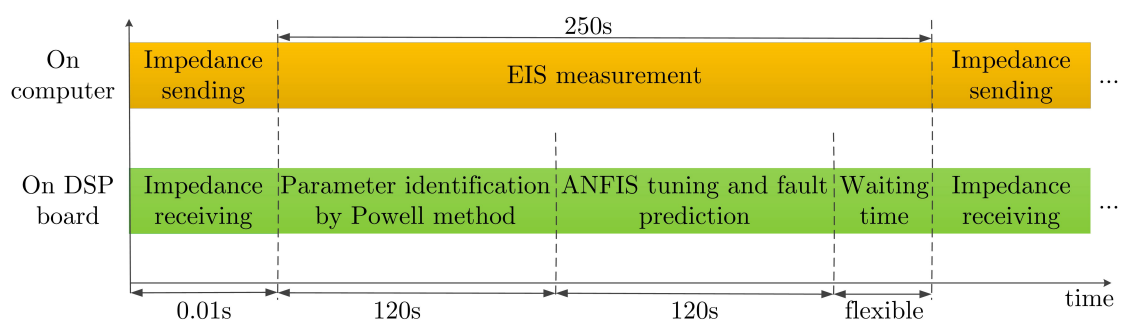 250s
On
computer
Impedance
sending
EIS measurement
Impedance
sending
...
On DSP
board
Impedance
receiving
Parameter identification
by Powell method
ANFIS tuning and fault
prediction
Waiting
time
Impedance
receiving
...
time
0.01s
120s
120s
flexible